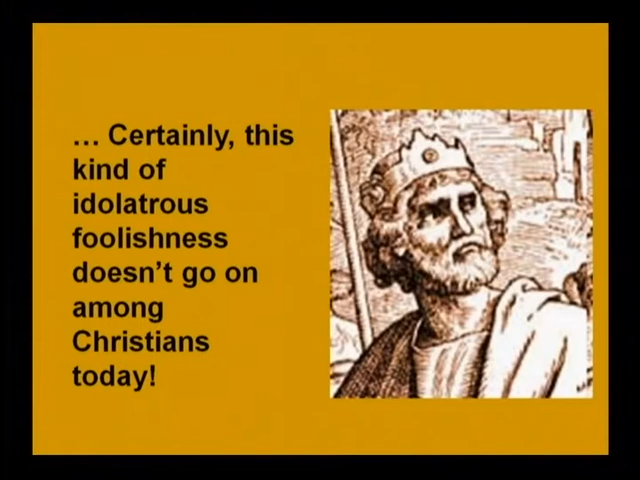 … Certainly, this
kind of
idolatrous
foolishness
doesn’t go on
among
Christians
today!